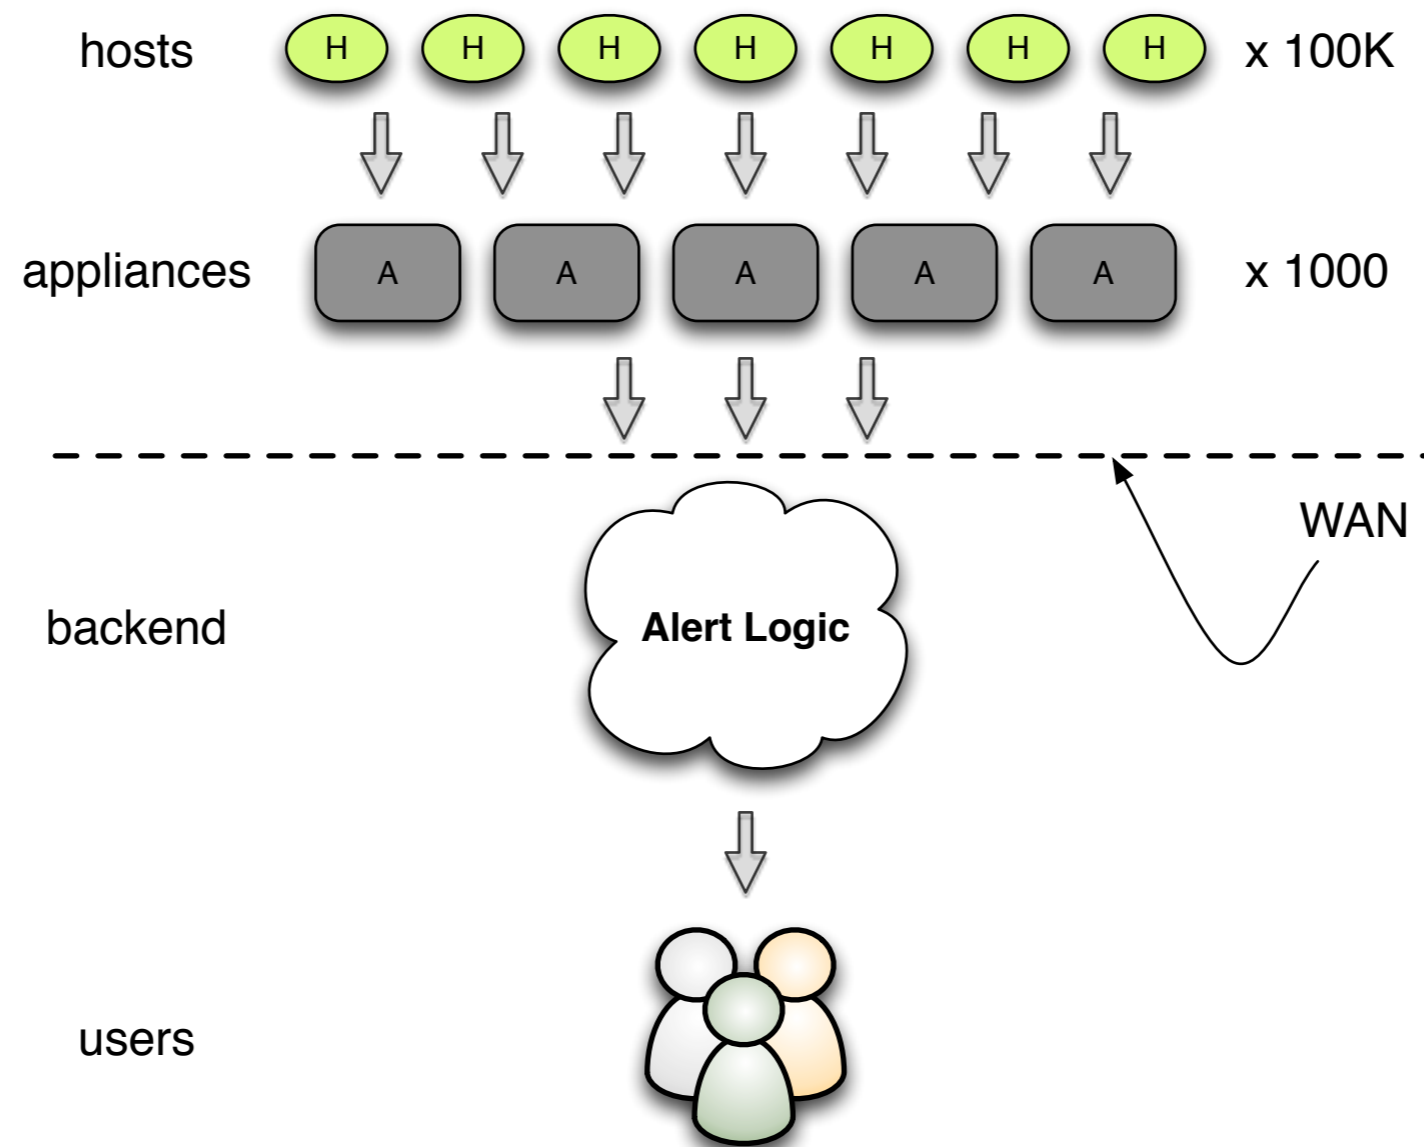 hosts H H H H H H H x 100K
appliances A A A A A x 1000
WAN
backend Alert Logic
users